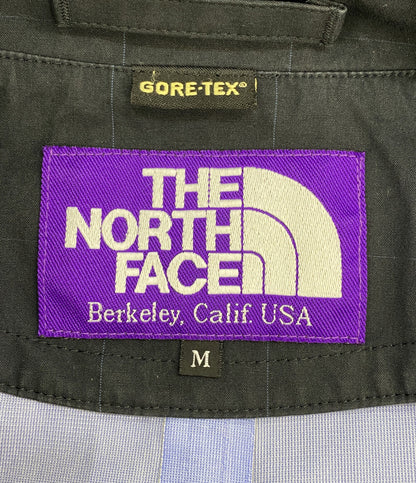 GORE-TEX®
THE
NORTH
FACE
Berkeley, Calif. USA
M